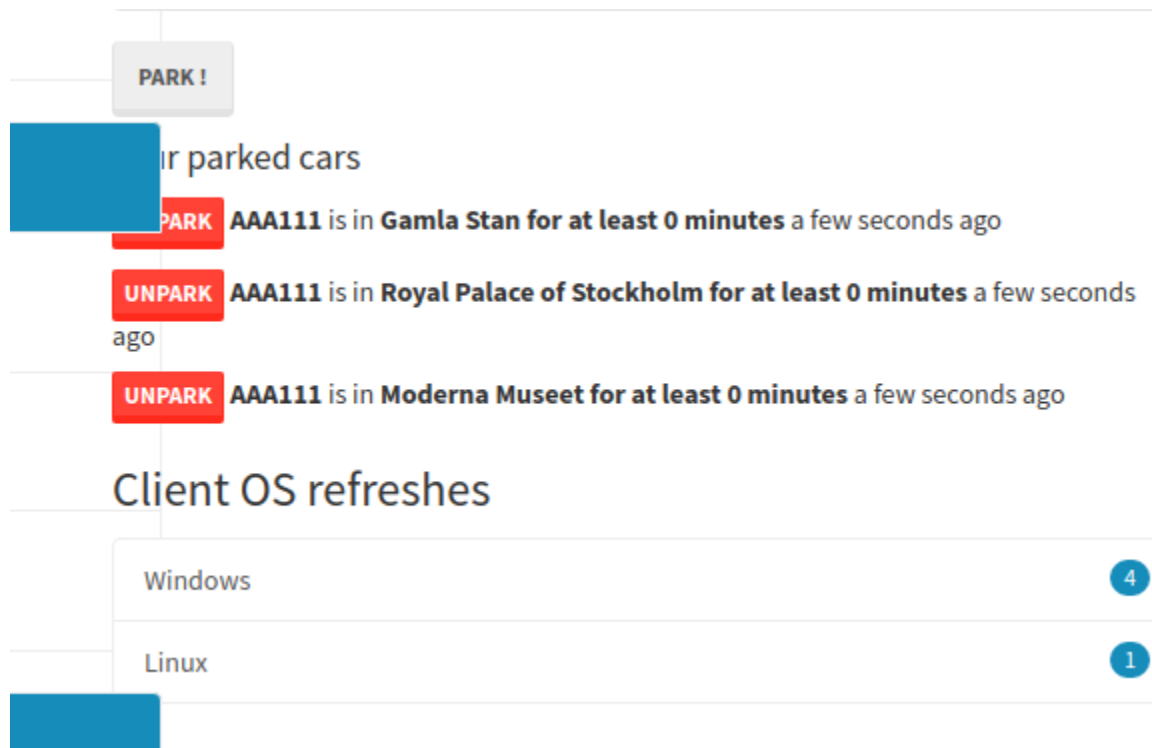 PARK !
ur parked cars
PARK AAA111 is in Gamla Stan for at least 0 minutes a few seconds ago
UNPARK AAA111 is in Royal Palace of Stockholm for at least 0 minutes a few seconds
ago
UNPARK AAA111 is in Moderna Museet for at least 0 minutes a few seconds ago
Client OS refreshes
Windows 4
Linux 1